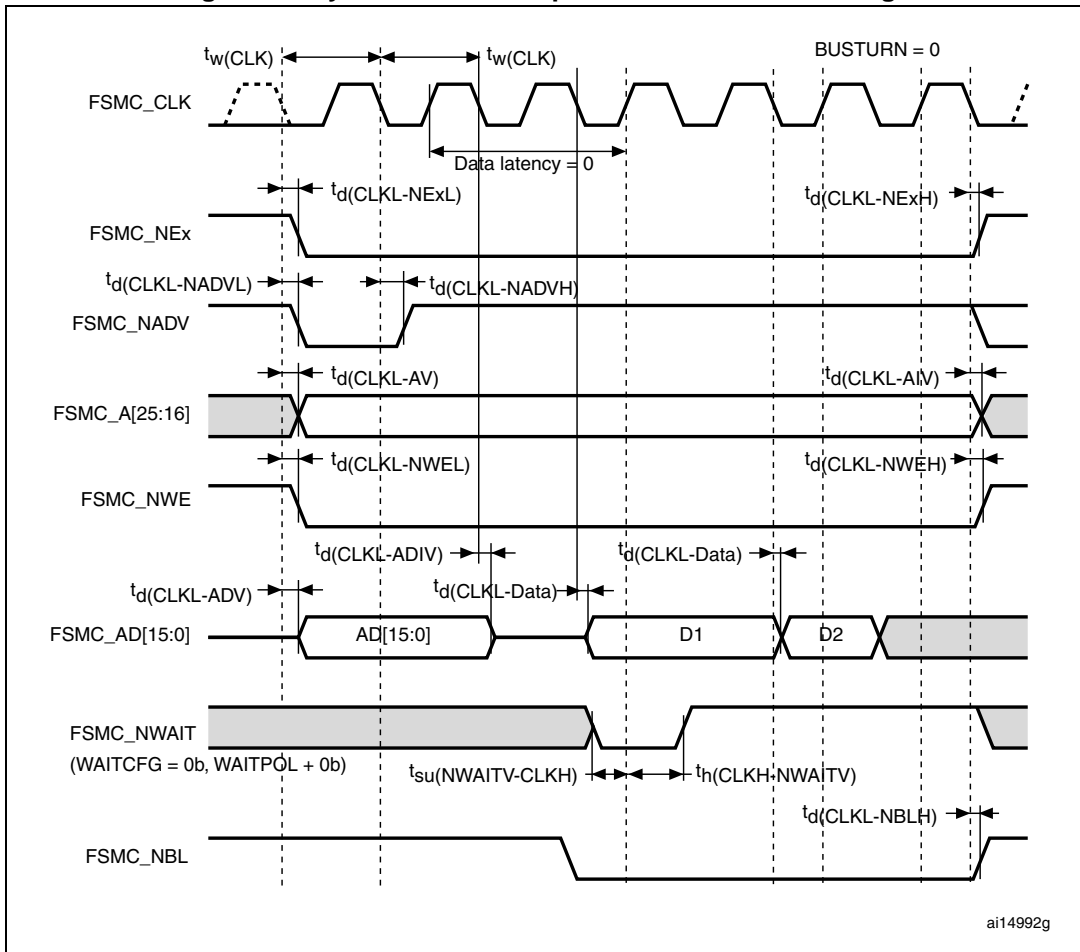 tw(CLK) tw(CLK) BUSTURN = 0
FSMC_CLK
Data latency = 0
td(CLKL-NExL) td(CLKL-NExH)
FSMC_NEx
td(CLKL-NADVL) td(CLKL-NADVH)
FSMC_NADV
td(CLKL-AV) td(CLKL-AIV)
FSMC_A[25:16]
td(CLKL-NWEL) td(CLKL-NWEH)
FSMC_NWE
td(CLKL-ADIV) td(CLKL-Data)
td(CLKL-ADV) td(CLKL-Data)
FSMC_AD[15:0] AD[15:0] D1 D2
FSMC_NWAIT
(WAITCFG = 0b, WAITPOL + 0b)
tsu(NWAITV-CLKH) th(CLKH-NWAITV)
td(CLKL-NBLH)
FSMC_NBL
ai14992g